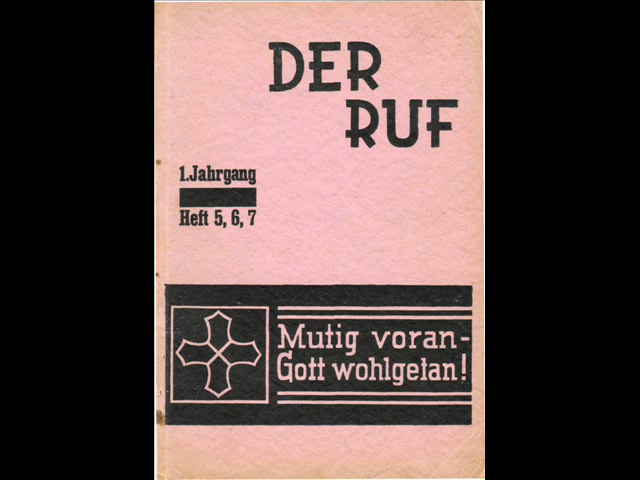 DER
RUF
1.Jahrgang
Heft 5, 6, 7
Mutig voran-
Gott wohlgetan!